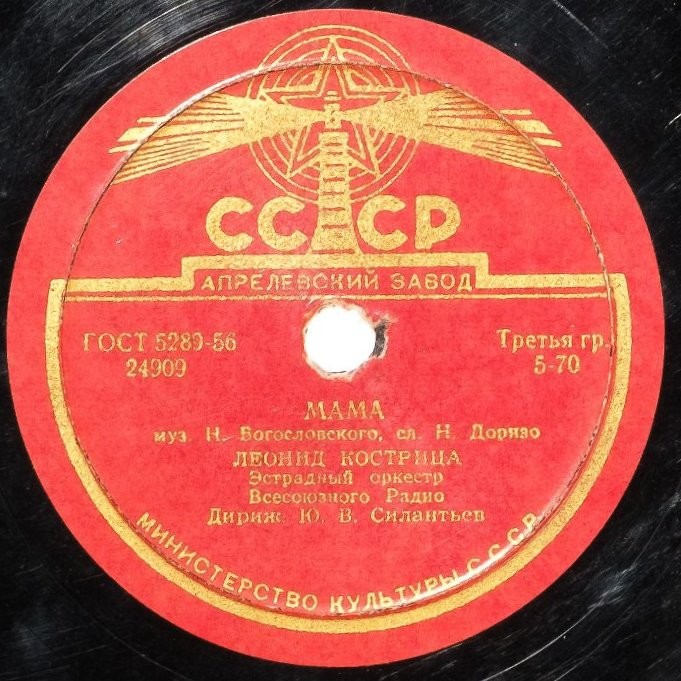 СССР
АПРЕЛЕВСКИЙ ЗАВОД
ГОСТ 5289-56
24909
Третья гр.
5-70
МАМА
муз Н. Богословского, сл. Н. Доризо
ЛЕОНИД КОСТРИЦА
Эстрадный оркестр
Всесоюзного Радио
Дириж: Ю. В. Силантьев
МИНИСТЕРСТВО КУЛЬТУРЫ СССР